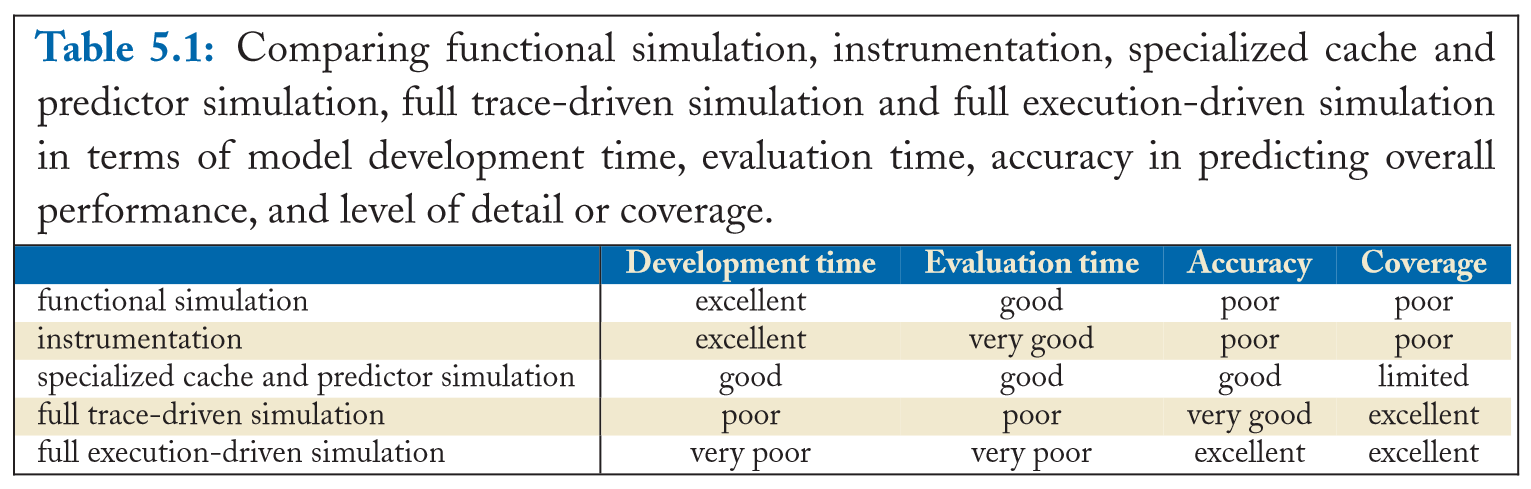 Table 5.1: Comparing functional simulation, instrumentation, specialized cache and
predictor simulation, full trace-driven simulation and full execution-driven simulation
in terms of model development time, evaluation time, accuracy in predicting overall
performance, and level of detail or coverage.
Development time Evaluation time Accuracy Coverage
functional simulation excellent good poor poor
instrumentation excellent very good poor poor
specialized cache and predictor simulation good good good limited
full trace-driven simulation poor poor very good excellent
full execution-driven simulation very poor very poor excellent excellent